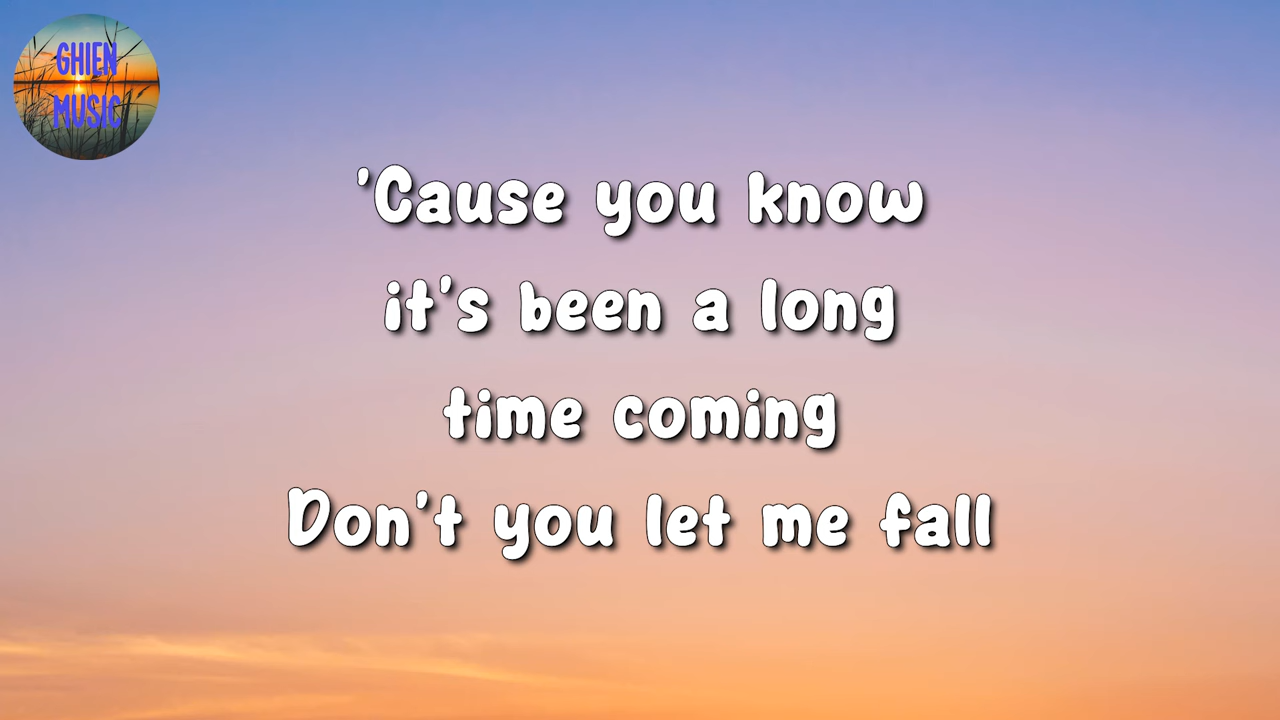 GHIEN
MUSIC
'Cause you know
it's been a long
time coming
Don't you let me fall